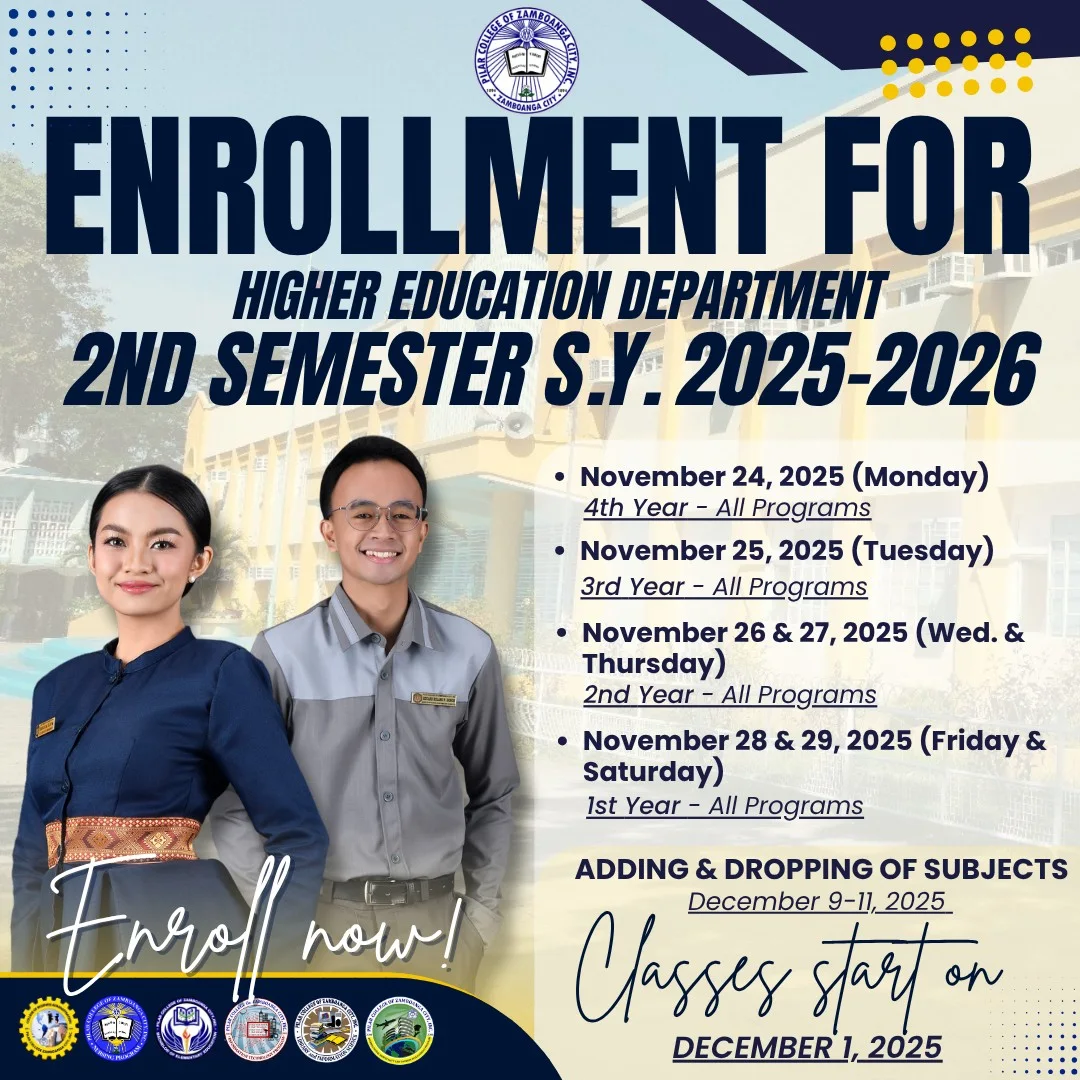 PILAR COLLEGE OF ZAMBOANGA CITY, INC.
ZAMBOANGA CITY
ENROLLMENT FOR
HIGHER EDUCATION DEPARTMENT
2ND SEMESTER S.Y. 2025-2026
• November 24, 2025 (Monday)
4th Year - All Programs
• November 25, 2025 (Tuesday)
3rd Year - All Programs
• November 26 & 27, 2025 (Wed. &
Thursday)
2nd Year - All Programs
• November 28 & 29, 2025 (Friday &
Saturday)
1st Year - All Programs
ADDING & DROPPING OF SUBJECTS
December 9-11, 2025
Enroll now!
Classes start on
DECEMBER 1, 2025